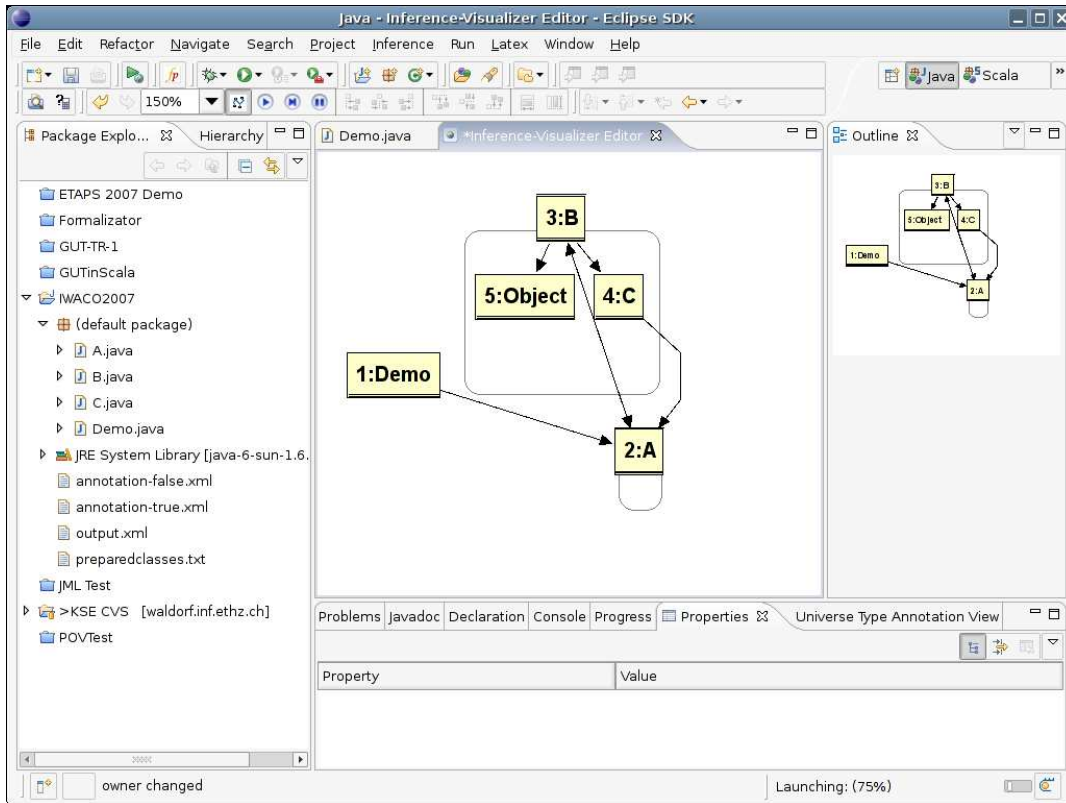 Java - Inference-Visualizer Editor - Eclipse SDK
File Edit Refactor Navigate Search Project Inference Run Latex Window Help
Java Scala »
150%
Package Explo... Hierarchy
ETAPS 2007 Demo
Formalizator
GUT-TR-1
GUTinScala
IWACO2007
(default package)
A.java
B.java
C.java
Demo.java
JRE System Library [java-6-sun-1.6.
annotation-false.xml
annotation-true.xml
output.xml
preparedclasses.txt
JML Test
>KSE CVS [waldorf.inf.ethz.ch]
POVTest
Demo.java *Inference-Visualizer Editor
3:B
5:Object 4:C
1:Demo
2:A
Outline
3:B
5:Object 4:C
1:Demo
2:A
Problems Javadoc Declaration Console Progress Properties Universe Type Annotation View
Property Value
owner changed Launching: (75%)